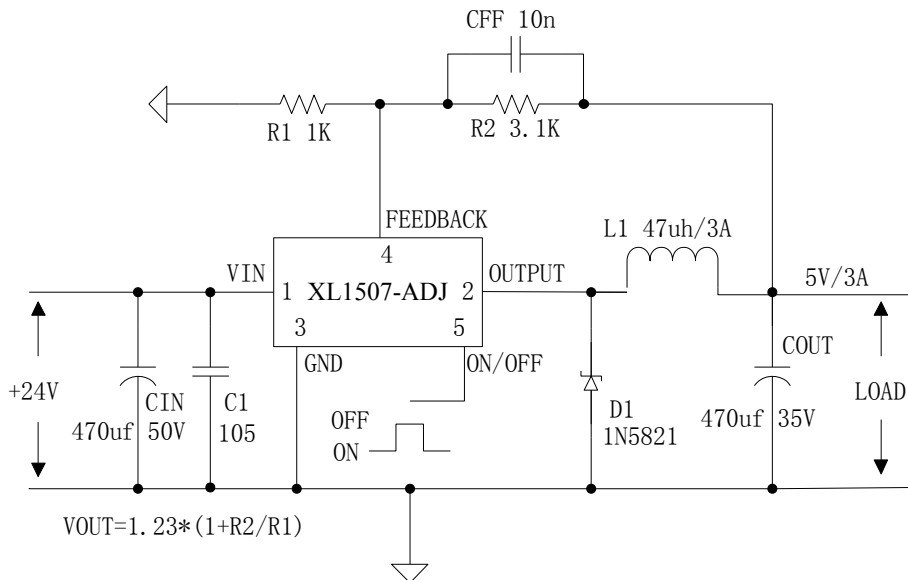 CFF 10n
R1 1K
R2 3.1K
FEEDBACK
4
L1 47uh/3A
VIN
OUTPUT
5V/3A
1 XL1507-ADJ 2
3
5
GND
ON/OFF
COUT
+24V
CIN
C1
OFF
D1
LOAD
470uf 50V
105
1N5821
470uf 35V
ON
VOUT=1.23*(1+R2/R1)